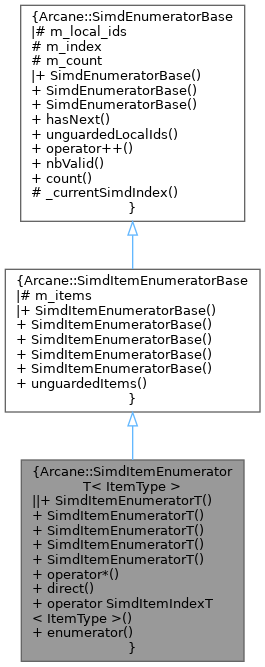 {Arcane::SimdEnumeratorBase
|# m_local_ids
# m_index
# m_count
|+ SimdEnumeratorBase()
+ SimdEnumeratorBase()
+ SimdEnumeratorBase()
+ hasNext()
+ unguardedLocalIds()
+ operator++()
+ nbValid()
+ count()
# _currentSimdIndex()
}
{Arcane::SimdItemEnumeratorBase
|# m_items
|+ SimdItemEnumeratorBase()
+ SimdItemEnumeratorBase()
+ SimdItemEnumeratorBase()
+ SimdItemEnumeratorBase()
+ SimdItemEnumeratorBase()
+ unguardedItems()
}
{Arcane::SimdItemEnumerator
T< ItemType >
||+ SimdItemEnumeratorT()
+ SimdItemEnumeratorT()
+ SimdItemEnumeratorT()
+ SimdItemEnumeratorT()
+ SimdItemEnumeratorT()
+ operator*()
+ direct()
+ operator SimdItemIndexT
< ItemType >()
+ enumerator()
}